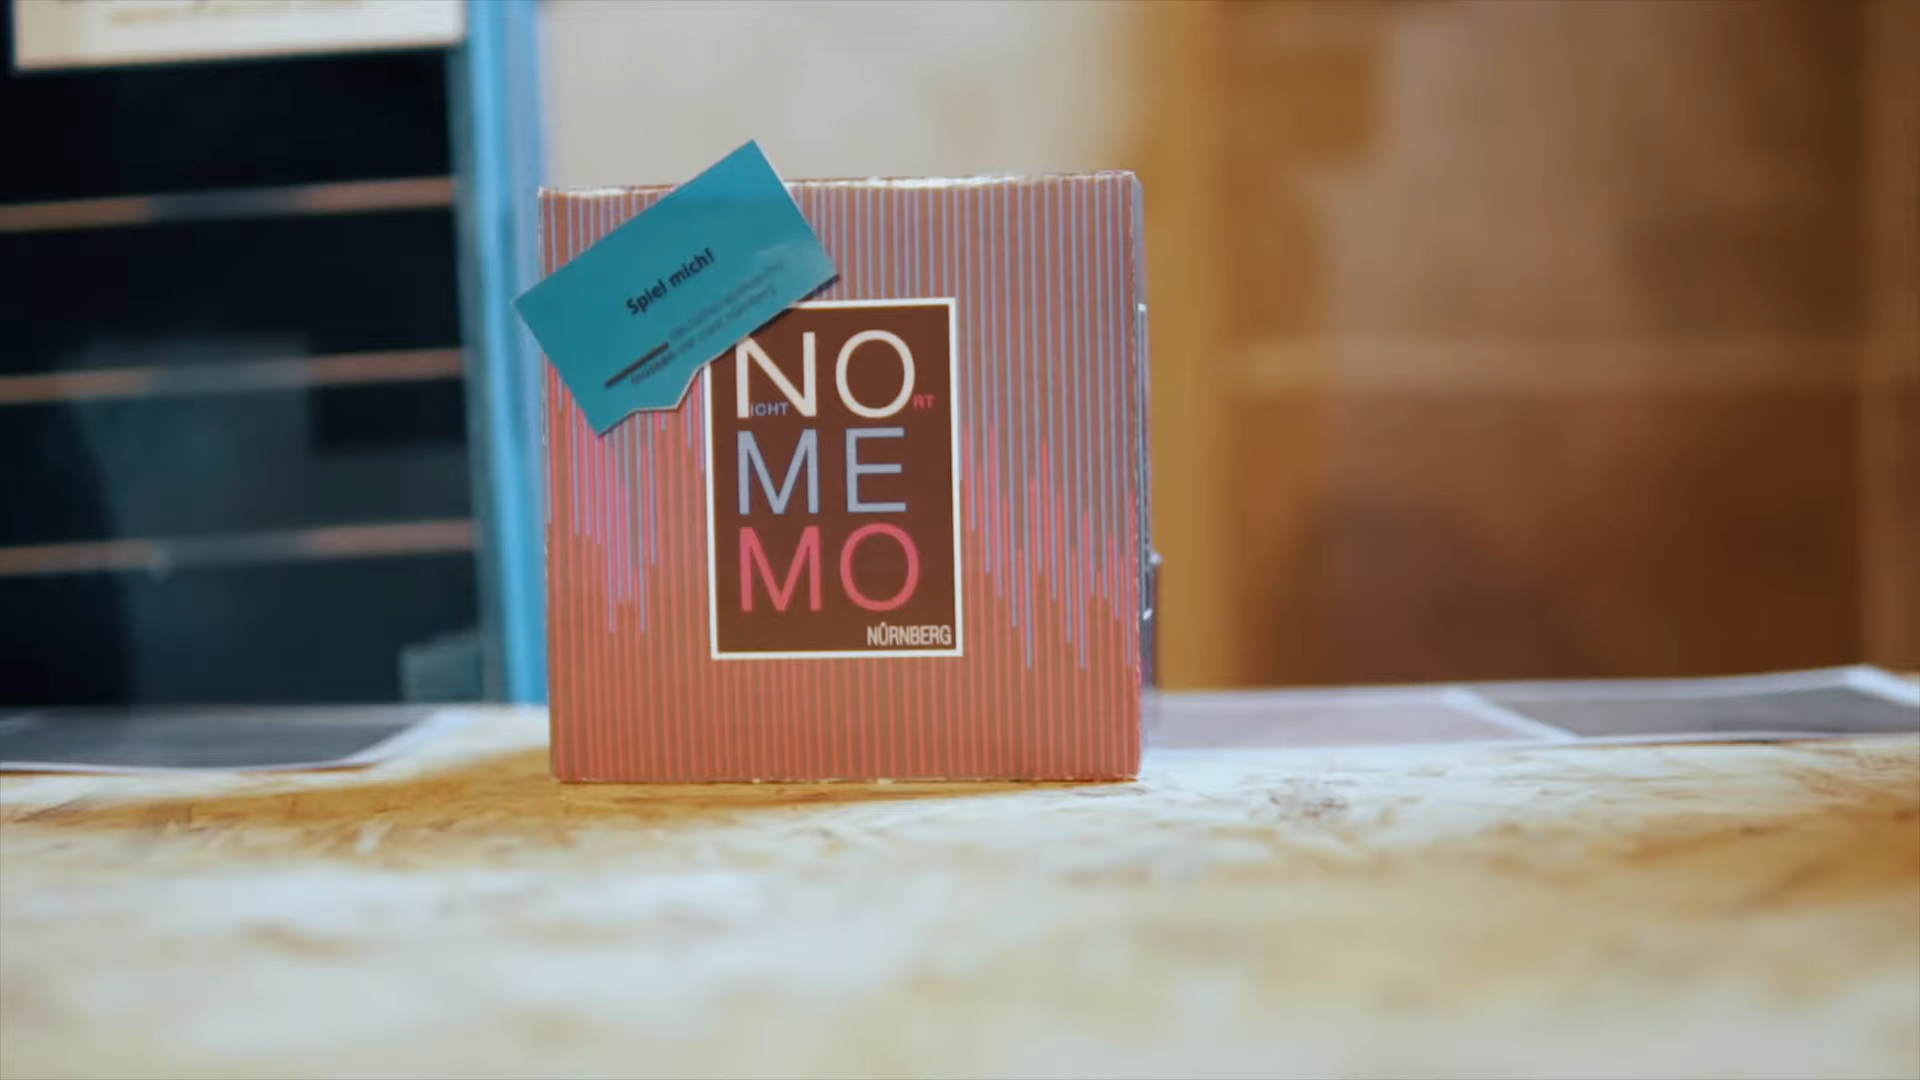 Spiel mich!
NO
ICHT RT
ME
MO
NÜRNBERG